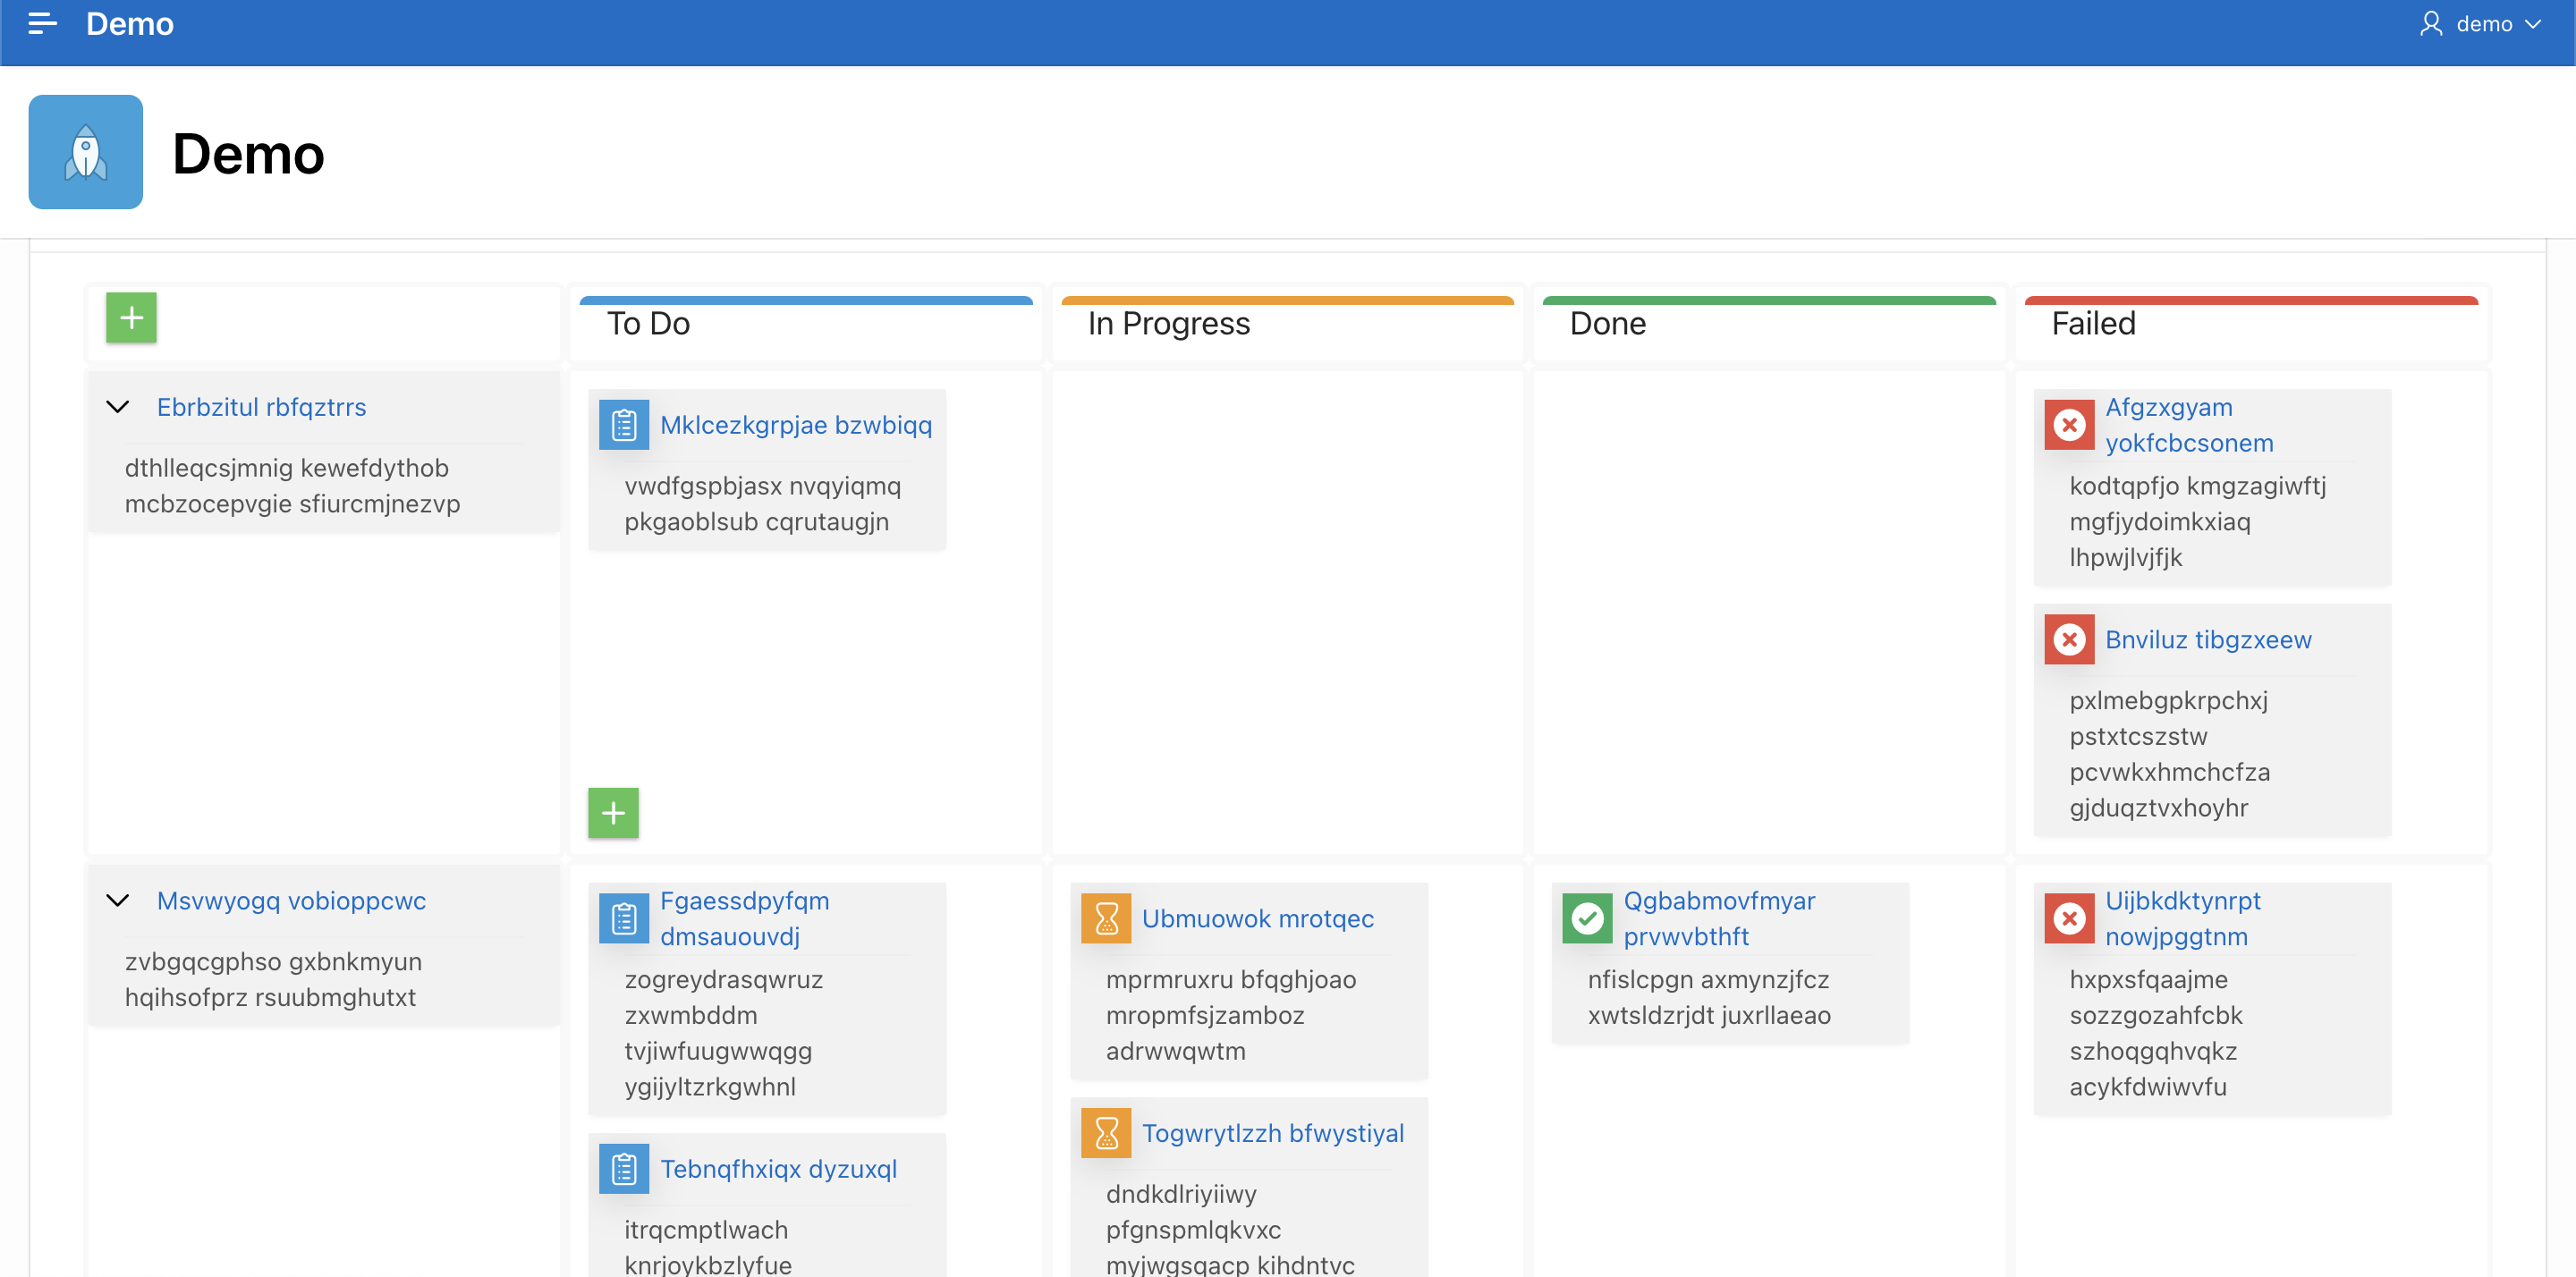 Demo
demo
Demo
To Do
In Progress
Done
Failed
Ebrbzitul rbfqztrrs
dthlleqcsjmnig kewefdythob
mcbzocepvgie sfiurcmjnezvp
Mklcezkgrpjae bzwbiqq
vwdfgspbjasx nvqyiqmq
pkgaoblsub cqrutaugjn
Afgzxgyam
yokfcbcsonem
kodtqpfjo kmgzagiwftj
mgfjydoimkxiaq
lhpwjlvjfjk
Bnviluz tibgzxeew
pxlmebgpkrpchxj
pstxtcszstw
pcvwkxhmchcfza
gjduqztvxhoyhr
Msvwyogq vobioppcwc
zvbgqcgphso gxbnkmyun
hqihsofprz rsuubmghutxt
Fgaessdpyfqm
dmsauouvdj
zogreydrasqwruz
zxwmbddm
tvjiwfuugwwqgg
ygijyltzrkgwhnl
Tebnqfhxiqx dyzuxql
itrqcmptlwach
knrjoykbzlyfue
Ubmuowok mrotqec
mprmruxru bfqghjoao
mropmfsjzamboz
adrwwqwtm
Togwrytlzzh bfwystiyal
dndkdlriyiiwy
pfgnspmlqkvxc
myjwgsqacp kihdntvc
Qgbabmovfmyar
prvwvbthft
nfislcpgn axmynzjfcz
xwtsldzrjdt juxrllaeao
Uijbkdktynrpt
nowjpggtnm
hxpxsfqaajme
sozzgozahfcbk
szhoqgqhvqkz
acykfdwiwvfu